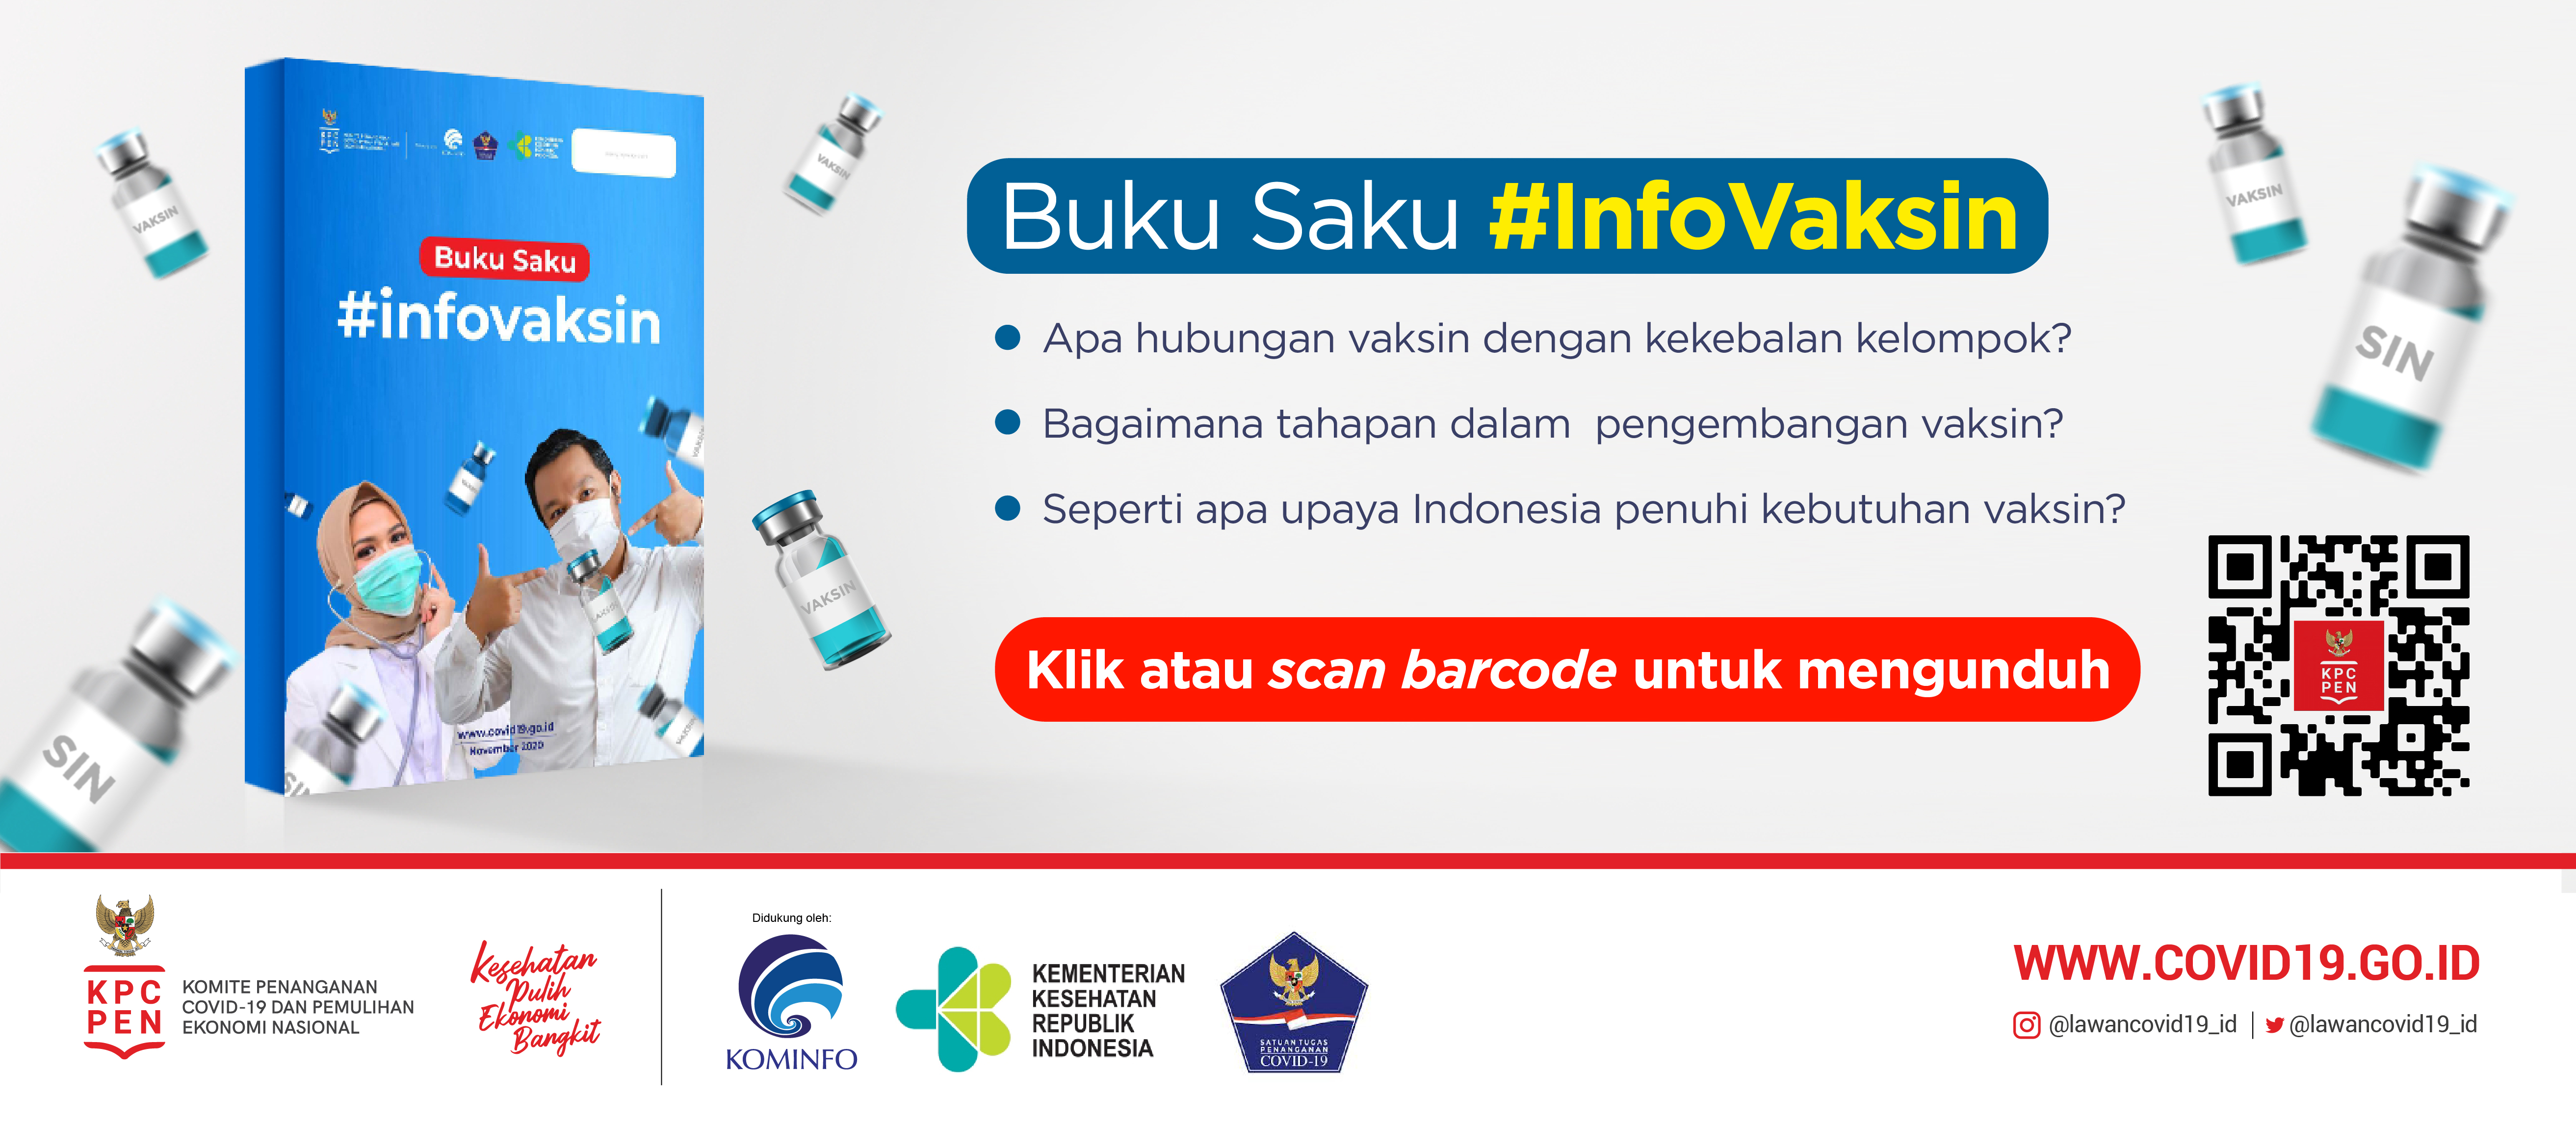 KPC
PEN
KOMINFO
Buku Saku
#infovaksin
www.covid19.go.id
November 2020
VAKSIN
VAKSIN
VAKSIN
SIN
VAKSIN
SIN
Buku Saku #InfoVaksin
Apa hubungan vaksin dengan kekebalan kelompok?
Bagaimana tahapan dalam pengembangan vaksin?
Seperti apa upaya Indonesia penuhi kebutuhan vaksin?
Klik atau scan barcode untuk mengunduh
KPC
PEN
KPC
PEN
KOMITE PENANGANAN
COVID-19 DAN PEMULIHAN
EKONOMI NASIONAL
Kesehatan
Pulih
Ekonomi
Bangkit
Didukung oleh:
KOMINFO
KEMENTERIAN
KESEHATAN
REPUBLIK
INDONESIA
SATUAN TUGAS
PENANGANAN
COVID-19
WWW.COVID19.GO.ID
@lawancovid19_id | @lawancovid19_id